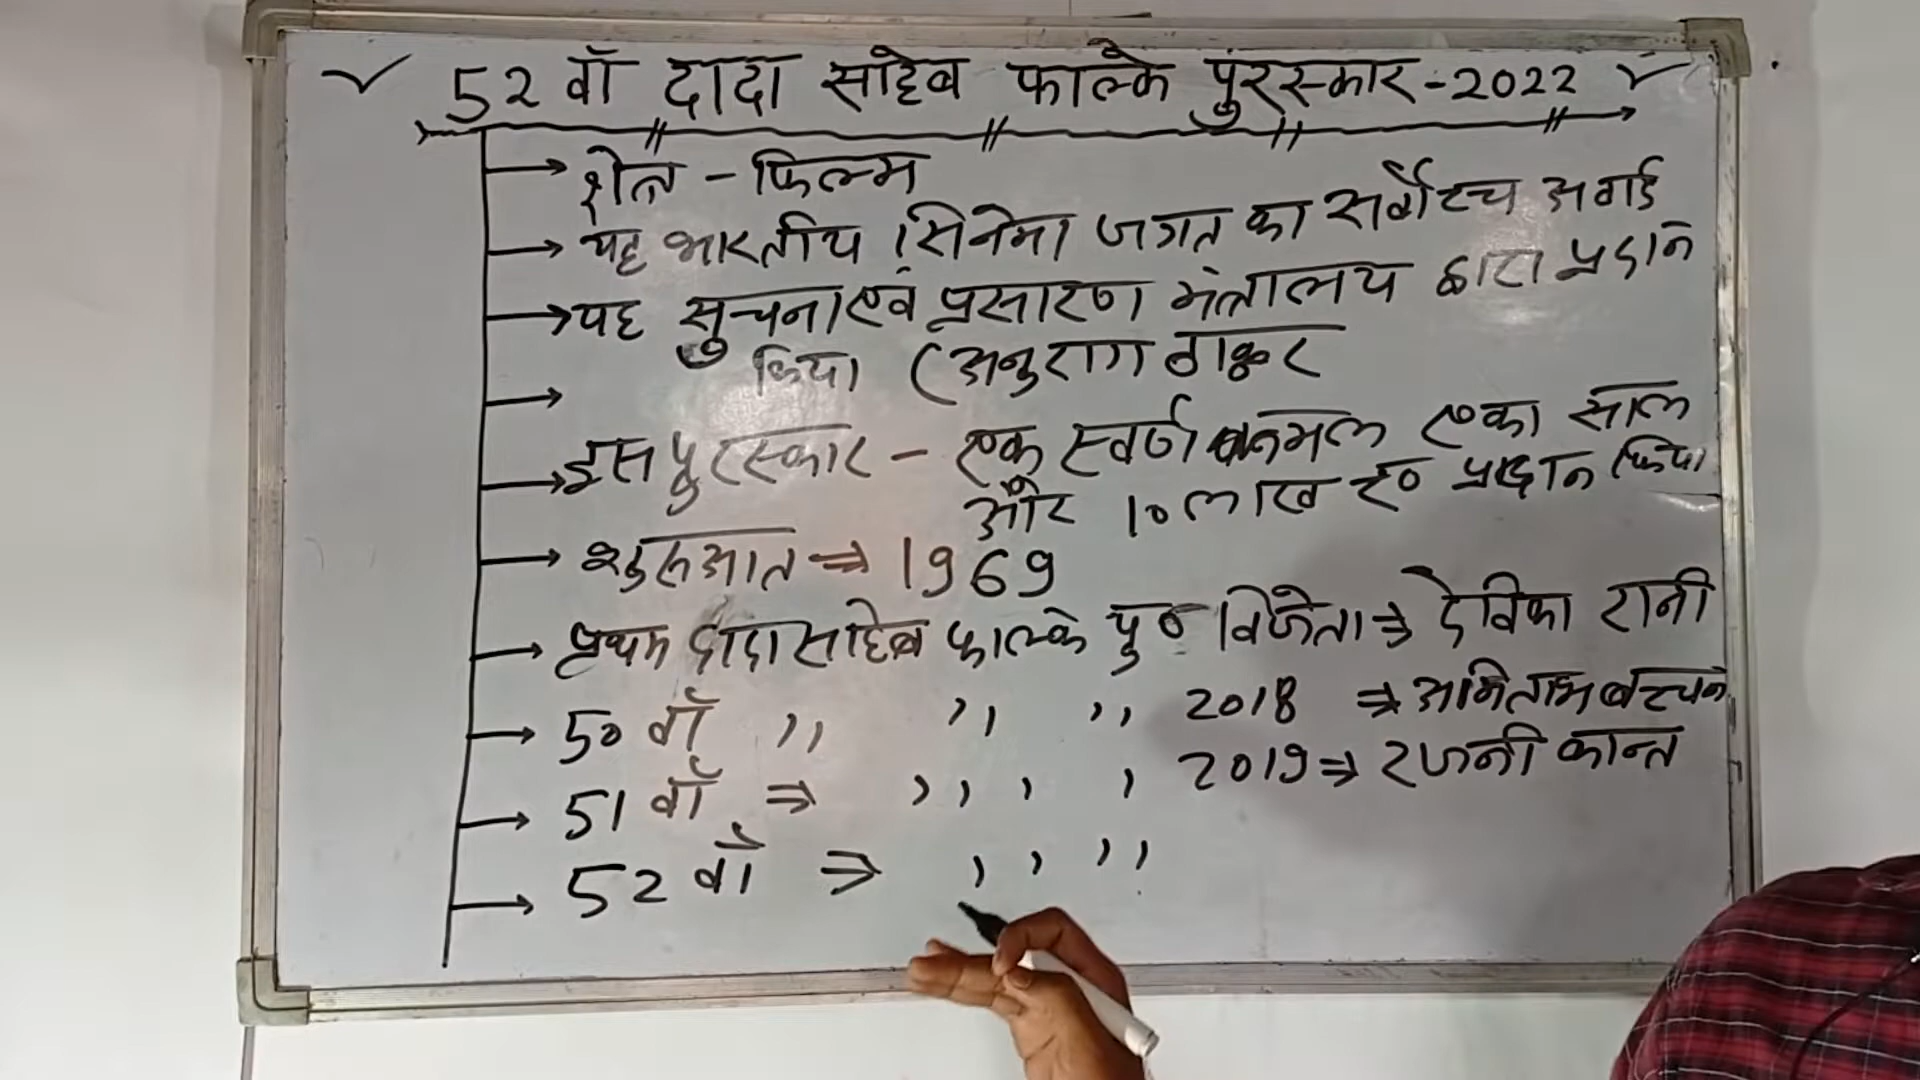 52 वाॅं दादा साहेब फाल्के पुरस्कार - 2022
क्षेत्र - फिल्म
यह भारतीय सिनेमा जगत का सर्वोच्च अवार्ड
यह सुचना एवं प्रसारण मंत्रालय द्वारा प्रदान
किया (अनुराग ठाकुर
इस पुरस्कार - एक स्वर्ण कमल एका साल
और 10 लाख रु० प्रदान किया
शुरुआत ⇒ 1969
प्रथम दादा साहेब फाल्के पु० विजेता ⇒ देविका रानी
50 वाॅ ,, ,, ,, 2018 ⇒ अमिताभ बच्चन
51 वाॅ ⇒ , , , , 2019 ⇒ रजनी कान्त
52 वाॅ ⇒ , , , ,